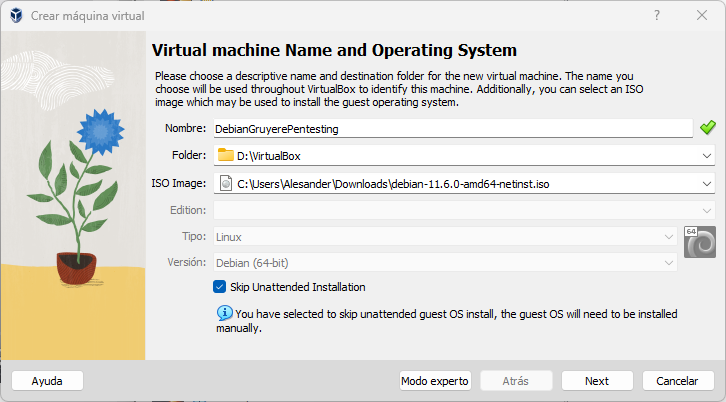 Crear máquina virtual
Virtual machine Name and Operating System
Please choose a descriptive name and destination folder for the new virtual machine. The name you
choose will be used throughout VirtualBox to identify this machine. Additionally, you can select an ISO
image which may be used to install the guest operating system.
Nombre: DebianGruyerePentesting
Folder: D:\VirtualBox
ISO Image: C:\Users\Alesander\Downloads\debian-11.6.0-amd64-netinst.iso
Edition:
Tipo: Linux
64
Versión: Debian (64-bit)
Skip Unattended Installation
You have selected to skip unattended guest OS install, the guest OS will need to be installed
manually.
Ayuda Modo experto Atrás Next Cancelar